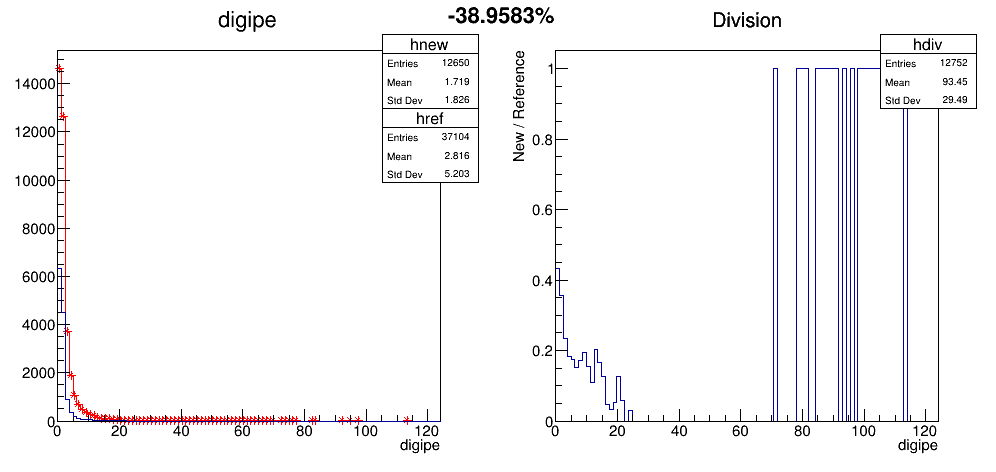 -38.9583%
digipe
hnew
Entries 12650
Mean 1.719
Std Dev 1.826
href
Entries 37104
Mean 2.816
Std Dev 5.203
14000
12000
10000
8000
6000
4000
2000
0
0 20 40 60 80 100 120
digipe
Division
hdiv
Entries 12752
Mean 93.45
Std Dev 29.49
New / Reference
1
0.8
0.6
0.4
0.2
0
0 20 40 60 80 100 120
digipe